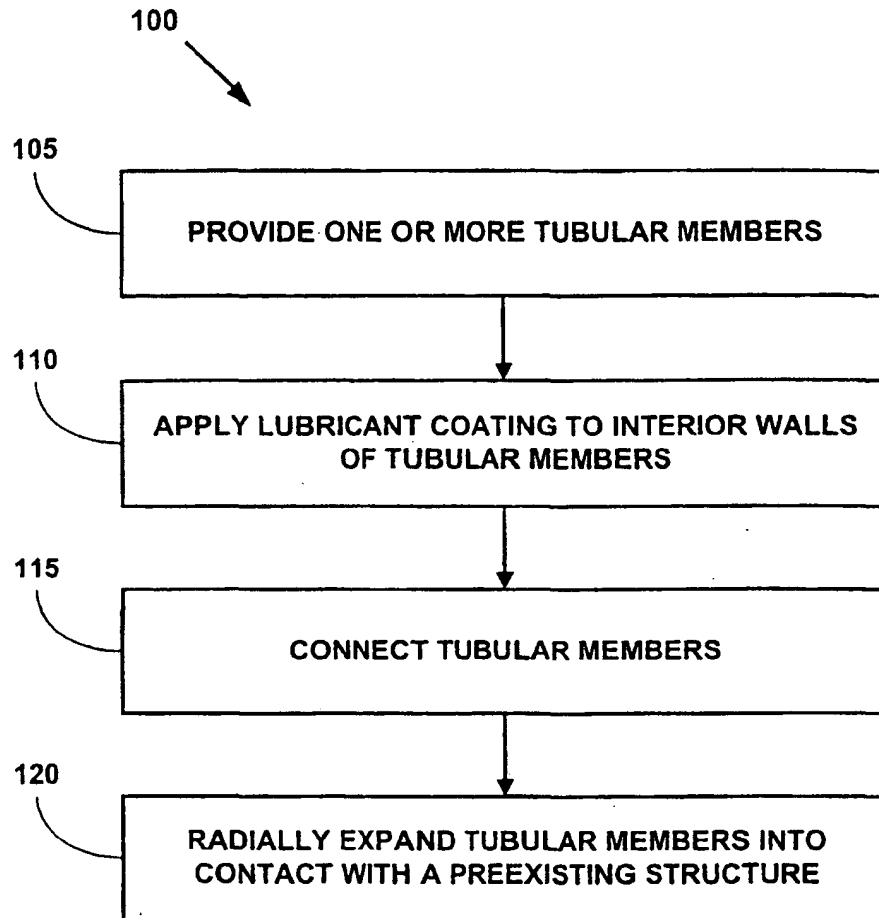 100
105
PROVIDE ONE OR MORE TUBULAR MEMBERS
110
APPLY LUBRICANT COATING TO INTERIOR WALLS
OF TUBULAR MEMBERS
115
CONNECT TUBULAR MEMBERS
120
RADIALLY EXPAND TUBULAR MEMBERS INTO
CONTACT WITH A PREEXISTING STRUCTURE